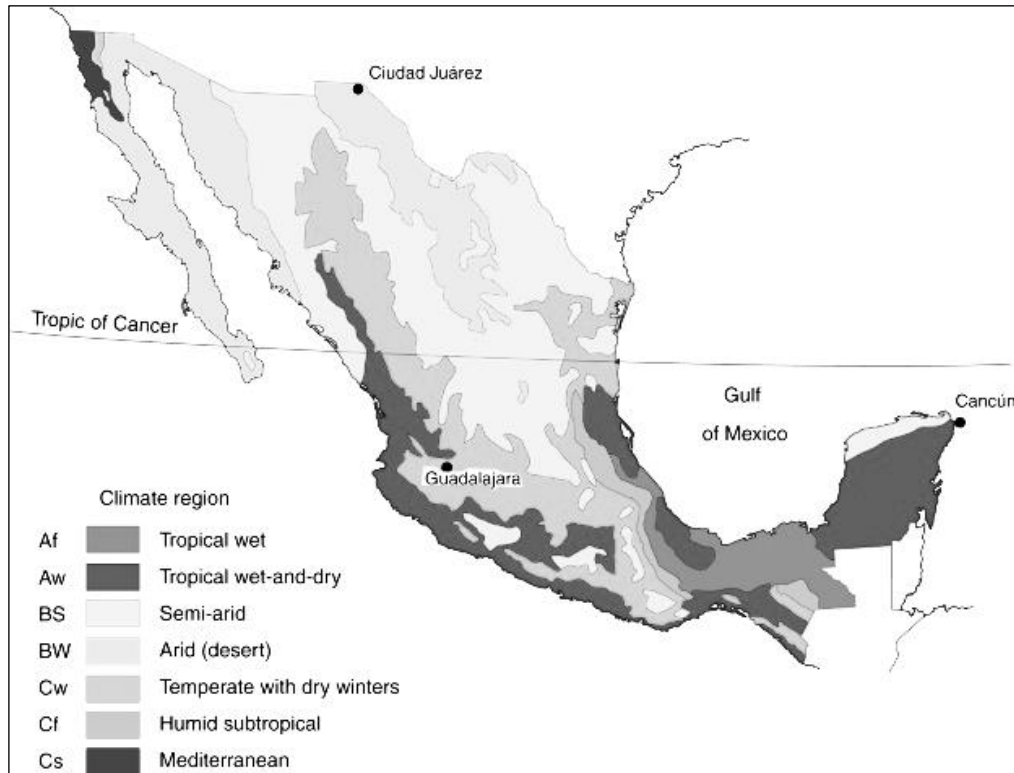 Ciudad Juárez
Tropic of Cancer
Gulf
of Mexico
Cancún
Guadalajara
Climate region
Af Tropical wet
Aw Tropical wet-and-dry
BS Semi-arid
BW Arid (desert)
Cw Temperate with dry winters
Cf Humid subtropical
Cs Mediterranean